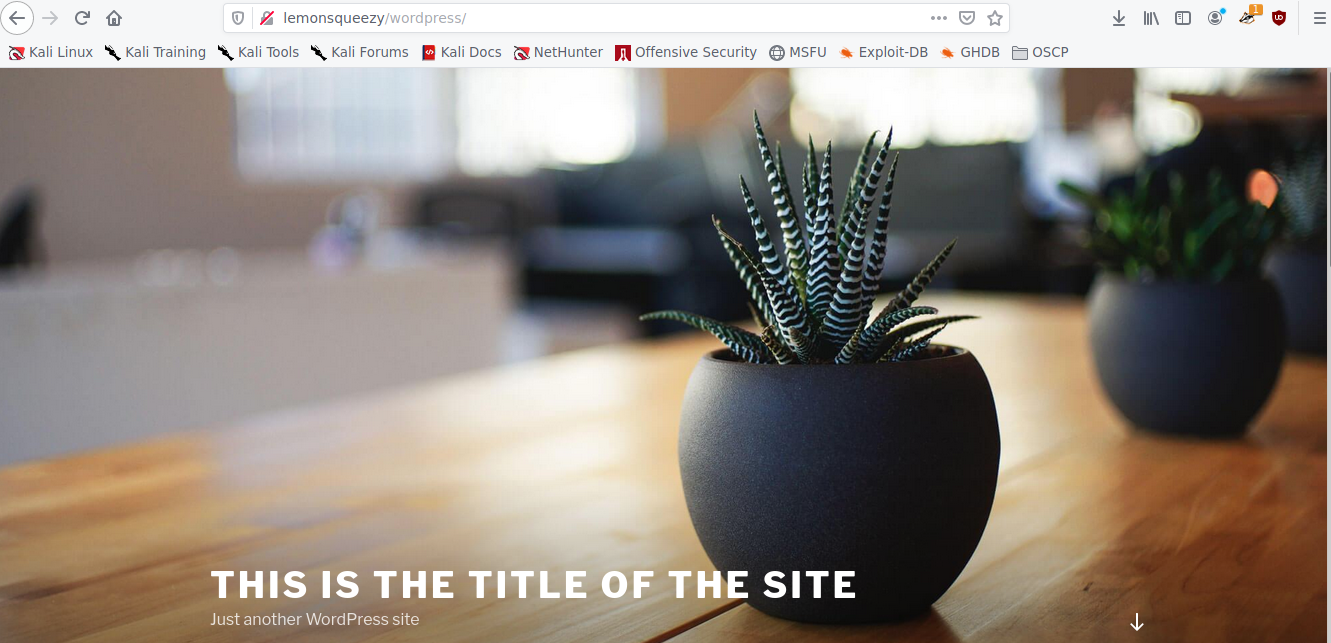 lemonsqueezy/wordpress/
1
Kali Linux Kali Training Kali Tools Kali Forums Kali Docs NetHunter Offensive Security MSFU Exploit-DB GHDB OSCP
THIS IS THE TITLE OF THE SITE
Just another WordPress site